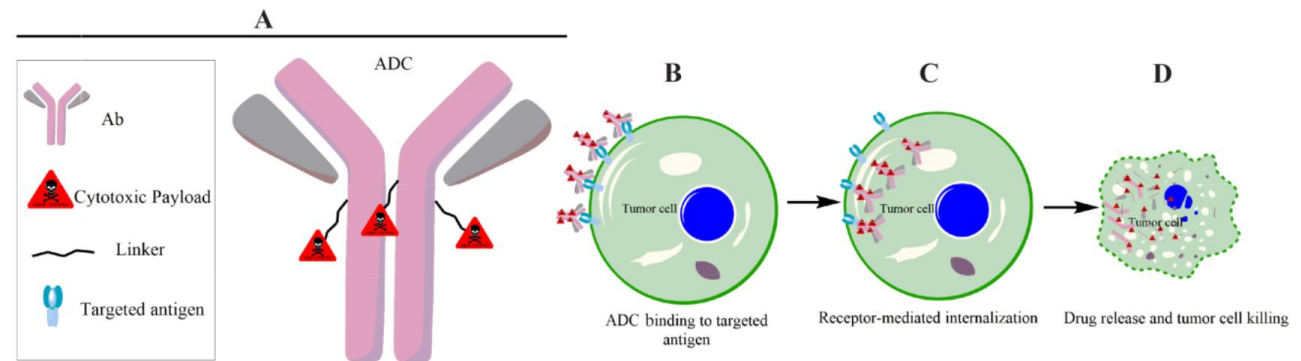 A
ADC
Ab
Cytotoxic Payload
Linker
Targeted antigen
B
Tumor cell
ADC binding to targeted
antigen
C
Tumor cell
Receptor-mediated internalization
D
Tumor cell
Drug release and tumor cell killing